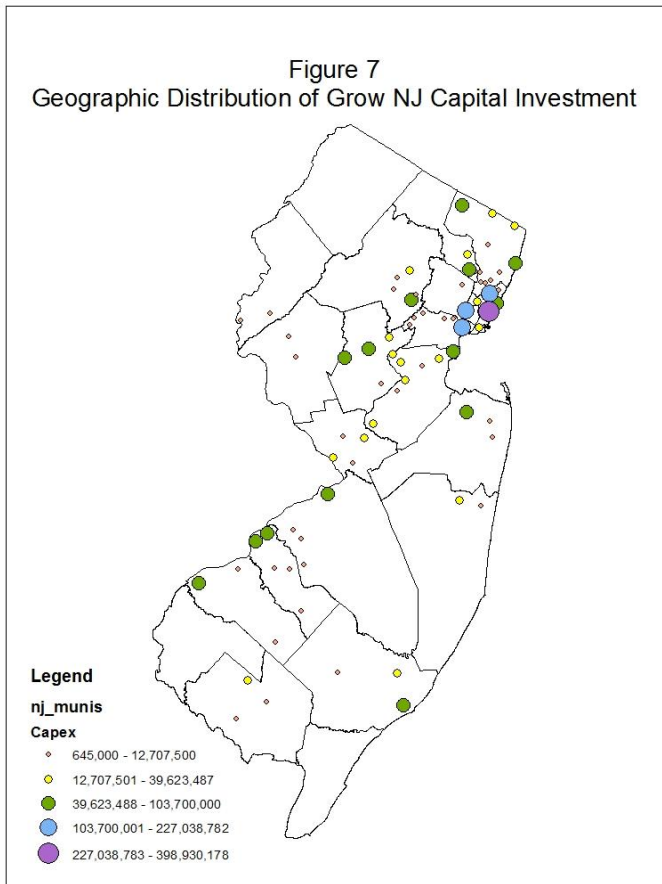 Figure 7
Geographic Distribution of Grow NJ Capital Investment
Legend
nj_munis
Capex
645,000 - 12,707,500
12,707,501 - 39,623,487
39,623,488 - 103,700,000
103,700,001 - 227,038,782
227,038,783 - 398,930,178